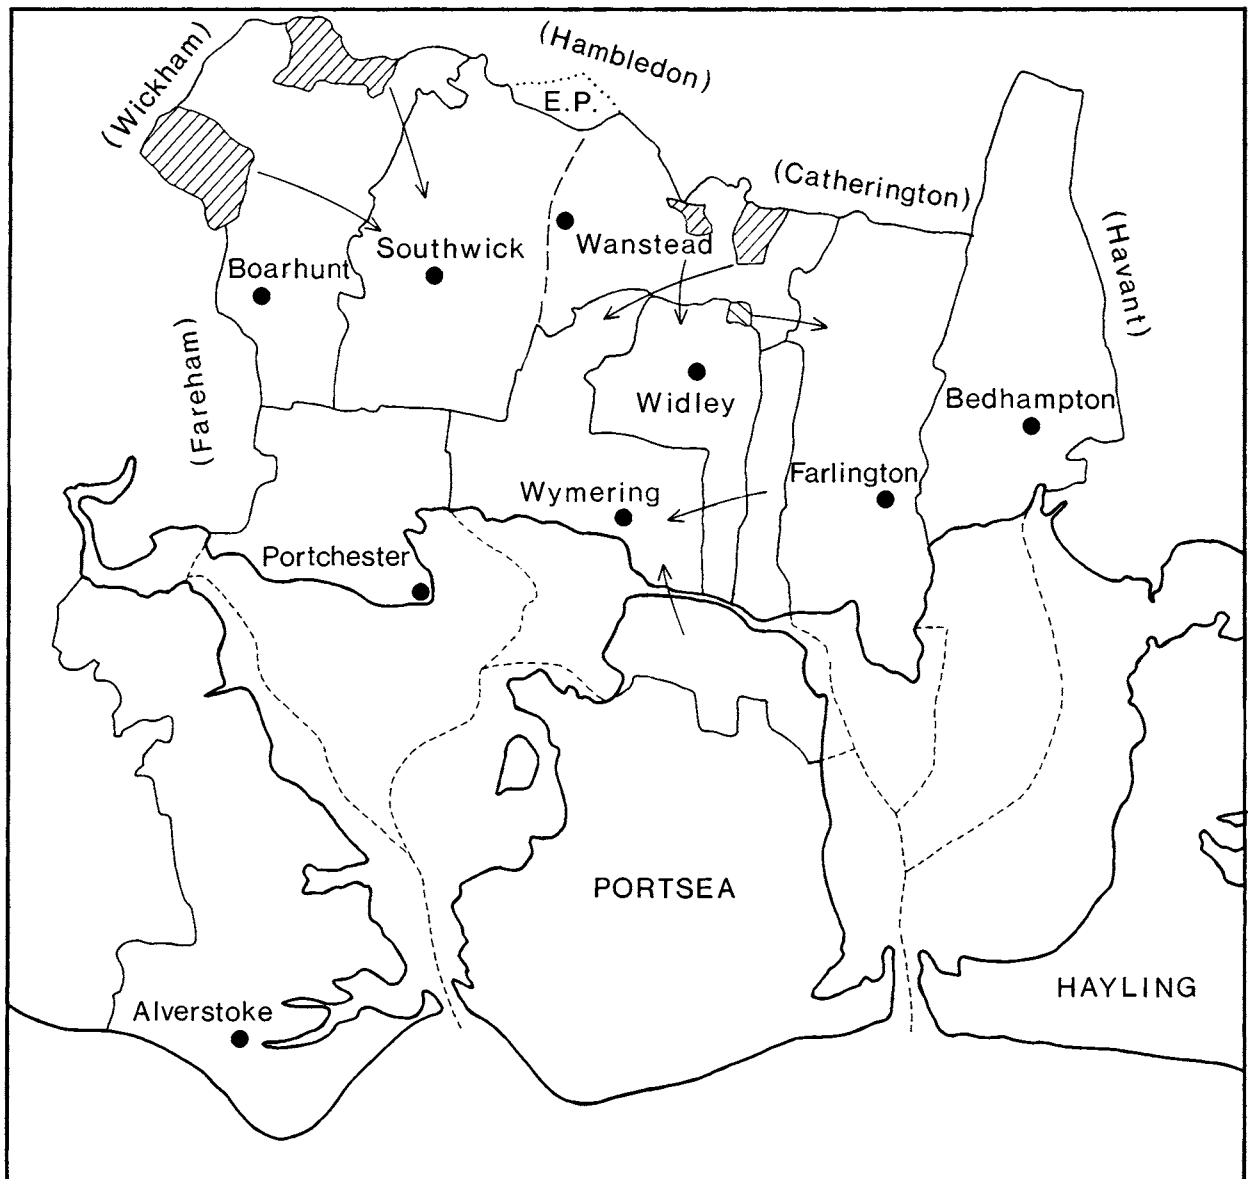 (Wickham)
(Hambledon)
E.P.
(Catherington)
(Havant)
Southwick
Wanstead
Boarhunt
(Fareham)
Widley
Bedhampton
Farlington
Wymering
Portchester
PORTSEA
HAYLING
Alverstoke